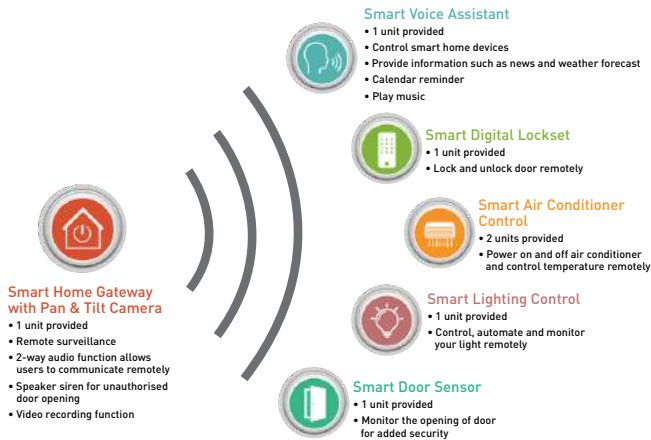 Smart Voice Assistant
• 1 unit provided
• Control smart home devices
• Provide information such as news and weather forecast
• Calendar reminder
• Play music
Smart Digital Lockset
• 1 unit provided
• Lock and unlock door remotely
Smart Air Conditioner
Control
• 2 units provided
• Power on and off air conditioner
and control temperature remotely
Smart Home Gateway
with Pan & Tilt Camera
• 1 unit provided
• Remote surveillance
• 2-way audio function allows
users to communicate remotely
• Speaker siren for unauthorised
door opening
• Video recording function
Smart Lighting Control
• 1 unit provided
• Control, automate and monitor
your light remotely
Smart Door Sensor
• 1 unit provided
• Monitor the opening of door
for added security